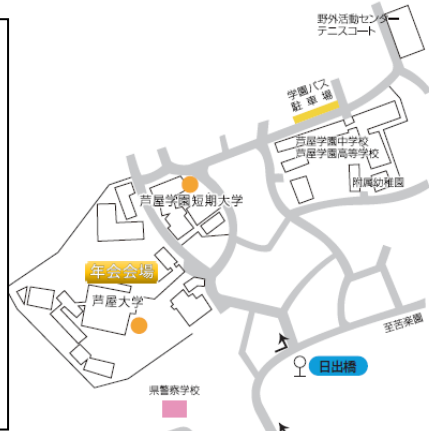 野外活動センター
テニスコート
学園バス
駐車場
芦屋学園中学校
芦屋学園高等学校
附属幼稚園
芦屋学園短期大学
年会会場
芦屋大学
至苦楽園
日出橋
県警察学校